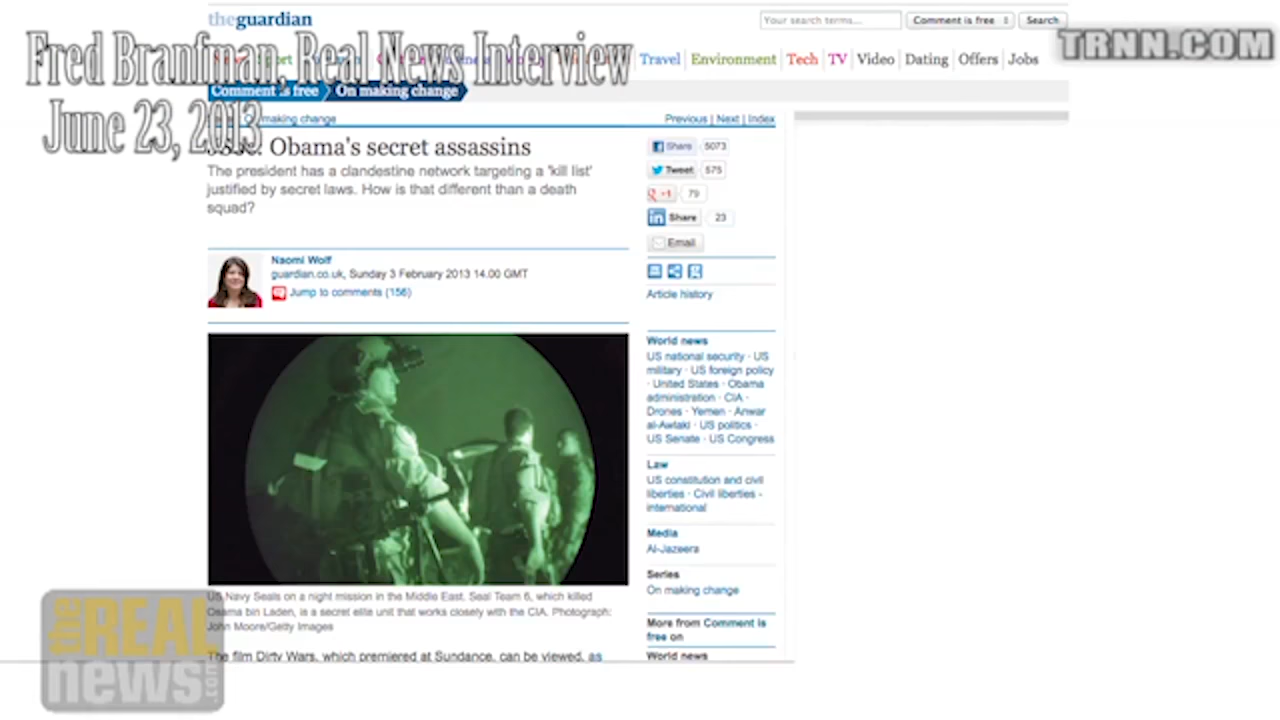 theguardian
Your search terms...
Comment is free
Search
TRNN.COM
Fred Branfman, Real News Interview
June 23, 2013
Travel
Environment
Tech
TV
Video
Dating
Offers
Jobs
Comment is free
On making change
making change
Previous | Next | Index
Obama's secret assassins
The president has a clandestine network targeting a 'kill list'
justified by secret laws. How is that different than a death
squad?
Share 5073
Tweet 575
+1 79
in Share 23
Email
Naomi Wolf
guardian.co.uk, Sunday 3 February 2013 14.00 GMT
Jump to comments (156)
Article history
World news
US national security · US
military · US foreign policy
· United States · Obama
administration · CIA ·
Drones · Yemen · Anwar
al-Awlaki · US politics ·
US Senate · US Congress
Law
US constitution and civil
liberties · Civil liberties -
international
Media
Al-Jazeera
Series
On making change
More from Comment is
free on
World news
US Navy Seals on a night mission in the Middle East. Seal Team 6, which killed
Osama bin Laden, is a secret elite unit that works closely with the CIA. Photograph:
John Moore/Getty Images
The film Dirty Wars, which premiered at Sundance, can be viewed, as
the REAL
news.com